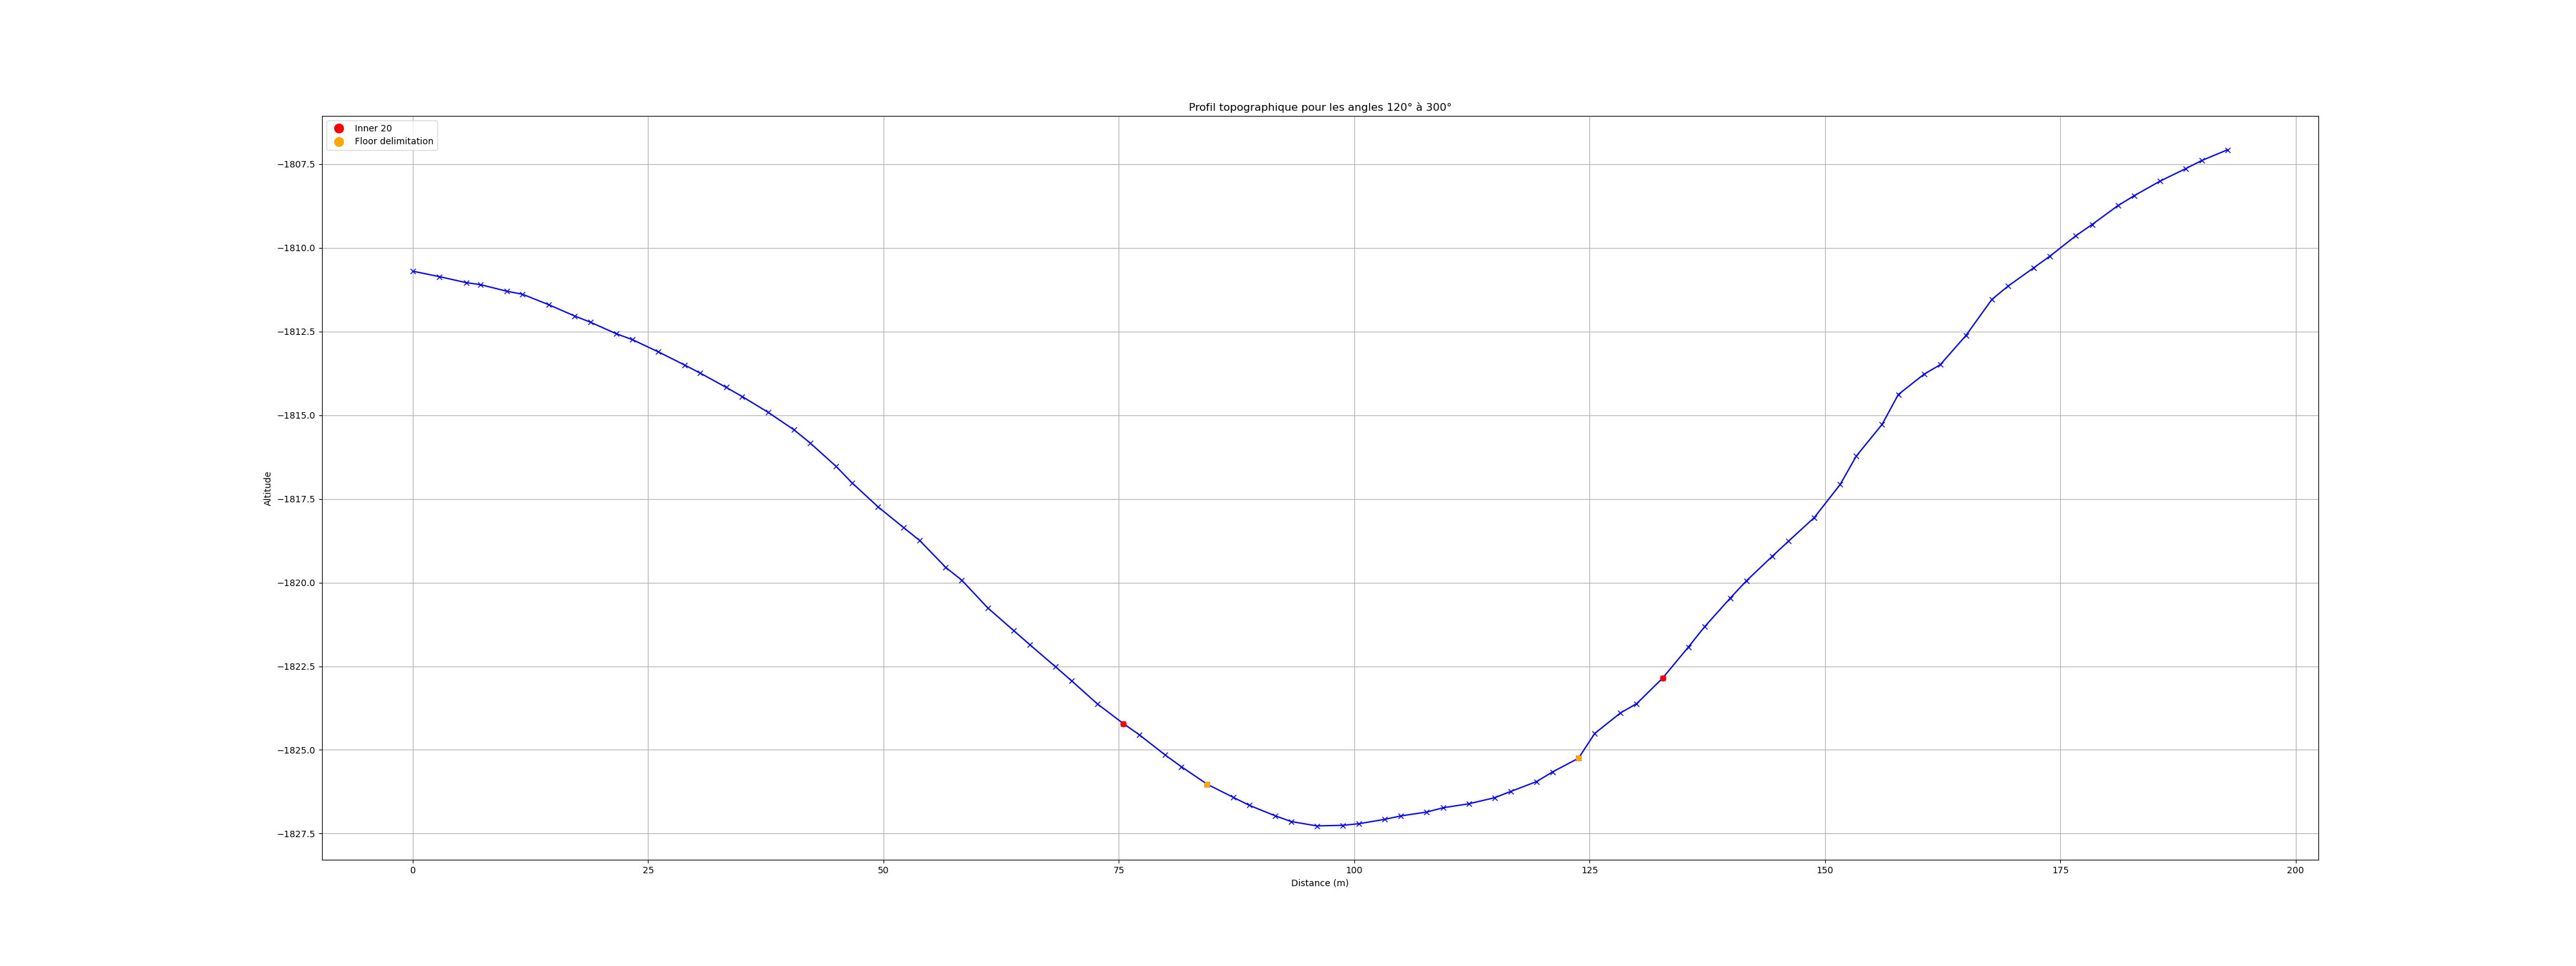 Profil topographique pour les angles 120° à 300°
Inner 20
Floor delimitation
−1807.5
−1810.0
−1812.5
−1815.0
−1817.5
−1820.0
−1822.5
−1825.0
−1827.5
Altitude
0 25 50 75 100 125 150 175 200
Distance (m)